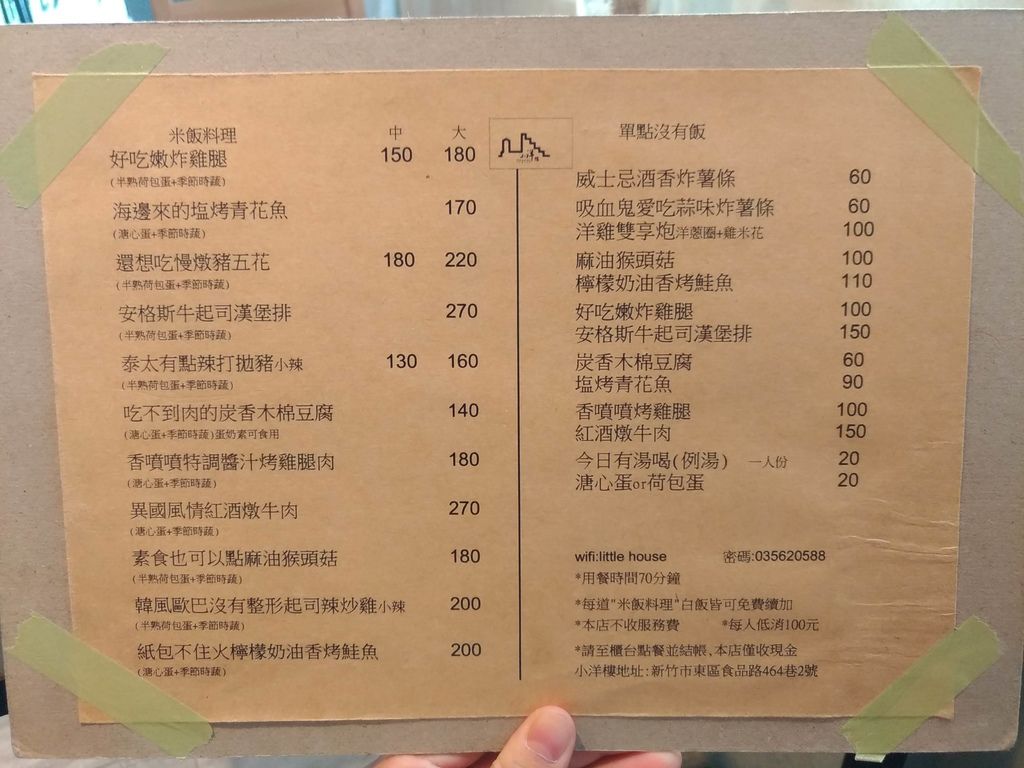 米飯料理 中 大
好吃嫩炸雞腿 150 180
(半熟荷包蛋+季節時蔬)
海邊來的塩烤青花魚 170
(溏心蛋+季節時蔬)
還想吃慢燉豬五花 180 220
(半熟荷包蛋+季節時蔬)
安格斯牛起司漢堡排 270
(半熟荷包蛋+季節時蔬)
泰太有點辣打拋豬小辣 130 160
(半熟荷包蛋+季節時蔬)
吃不到肉的炭香木棉豆腐 140
(溏心蛋+季節時蔬)蛋奶素可食用
香噴噴特調醬汁烤雞腿肉 180
(溏心蛋+季節時蔬)
異國風情紅酒燉牛肉 270
(溏心蛋+季節時蔬)
素食也可以點麻油猴頭菇 180
(半熟荷包蛋+季節時蔬)
韓風歐巴沒有整形起司辣炒雞小辣 200
(半熟荷包蛋+季節時蔬)
紙包不住火檸檬奶油香烤鮭魚 200
(溏心蛋+季節時蔬)
單點沒有飯
威士忌酒香炸薯條 60
吸血鬼愛吃蒜味炸薯條 60
洋雞雙享炮洋蔥圈+雞米花 100
麻油猴頭菇 100
檸檬奶油香烤鮭魚 110
好吃嫩炸雞腿 100
安格斯牛起司漢堡排 150
炭香木棉豆腐 60
塩烤青花魚 90
香噴噴烤雞腿 100
紅酒燉牛肉 150
今日有湯喝(例湯) 一人份 20
溏心蛋or荷包蛋 20
wifi:little house 密碼:035620588
*用餐時間70分鐘
*每道"米飯料理"白飯皆可免費續加
*本店不收服務費 *每人低消100元
*請至櫃台點餐並結帳,本店僅收現金
小洋樓地址:新竹市東區食品路464巷2號